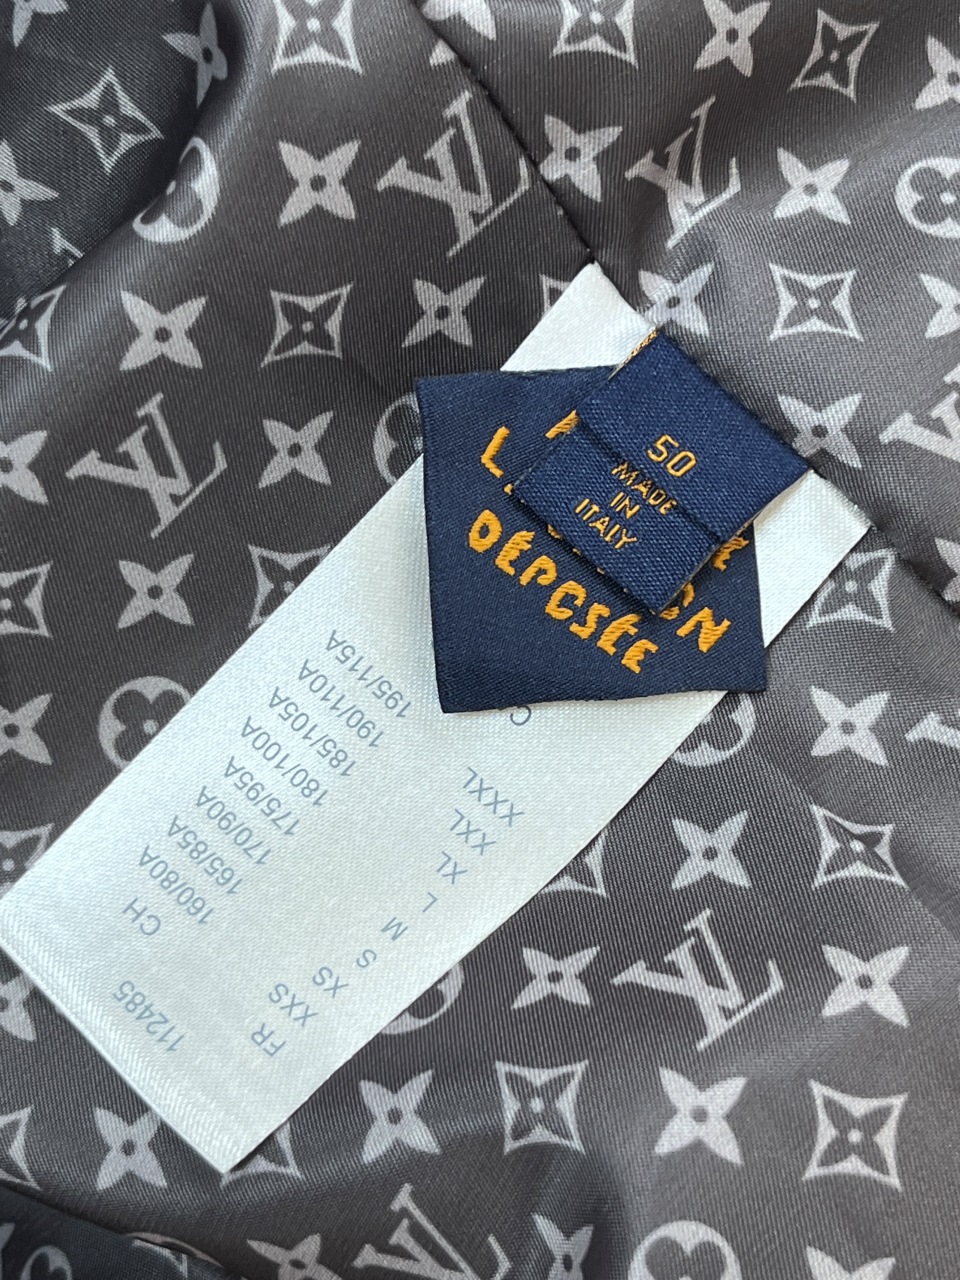 50
MADE
IN
ITALY
L.
DÉPOSÉE
112485
FR CH
XXS 160/80A
XS 165/85A
S 170/90A
M 175/95A
L 180/100A
XL 185/105A
XXL 190/110A
XXXL 195/115A